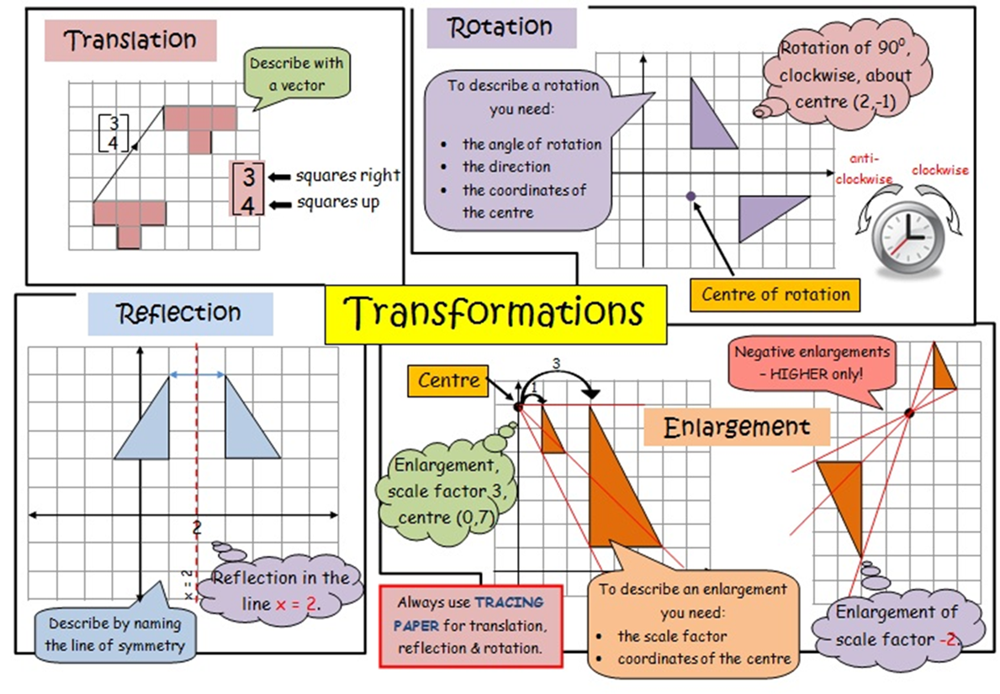 Translation
Describe with
a vector
3
4
3
squares right
4
squares up
Rotation
To describe a rotation
you need:
• the angle of rotation
• the direction
• the coordinates of
the centre
Rotation of 90⁰,
clockwise, about
centre (2,-1)
anti-
clockwise
clockwise
Centre of rotation
Transformations
Reflection
2
x = 2
Reflection in the
line x = 2.
Describe by naming
the line of symmetry
Centre
3
1
Enlargement,
scale factor 3,
centre (0,7)
Enlargement
Negative enlargements
– HIGHER only!
Always use TRACING
PAPER for translation,
reflection & rotation.
To describe an enlargement
you need:
• the scale factor
• coordinates of the centre
Enlargement of
scale factor -2.